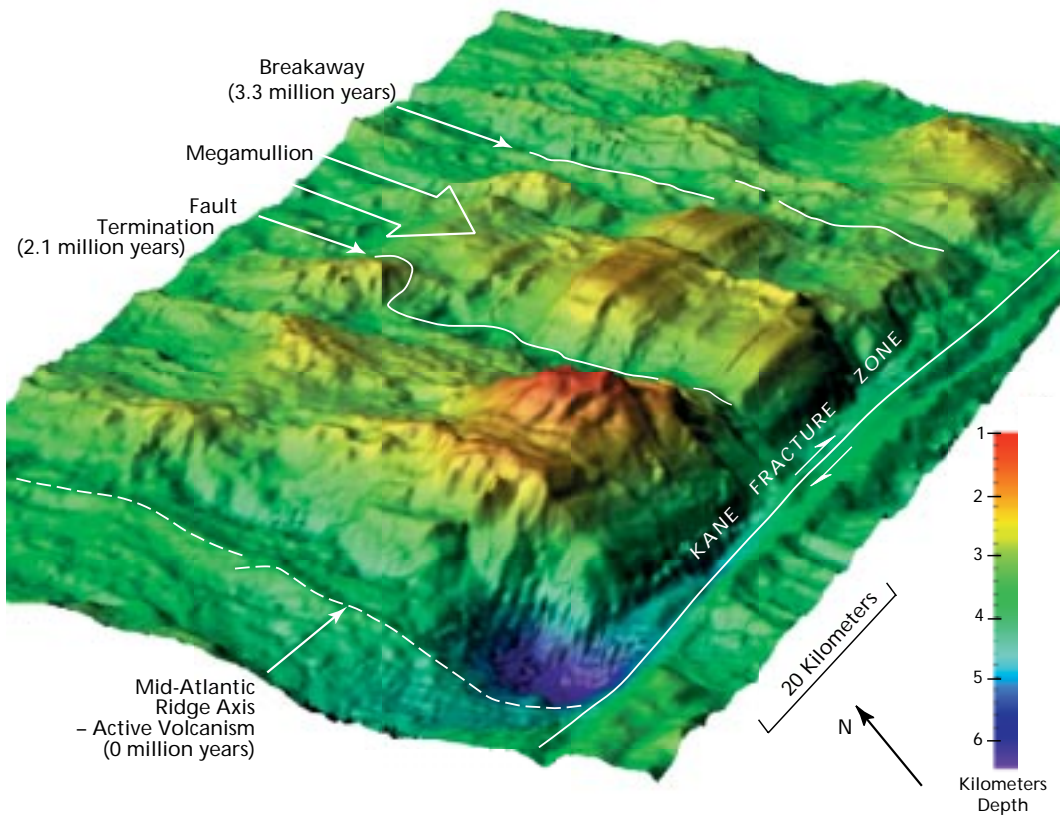 Breakaway
(3.3 million years)
Megamullion
Fault
Termination
(2.1 million years)
KANE FRACTURE ZONE
1
2
3
4
5
6
Kilometers
Depth
20 Kilometers
N
Mid-Atlantic
Ridge Axis
– Active Volcanism
(0 million years)